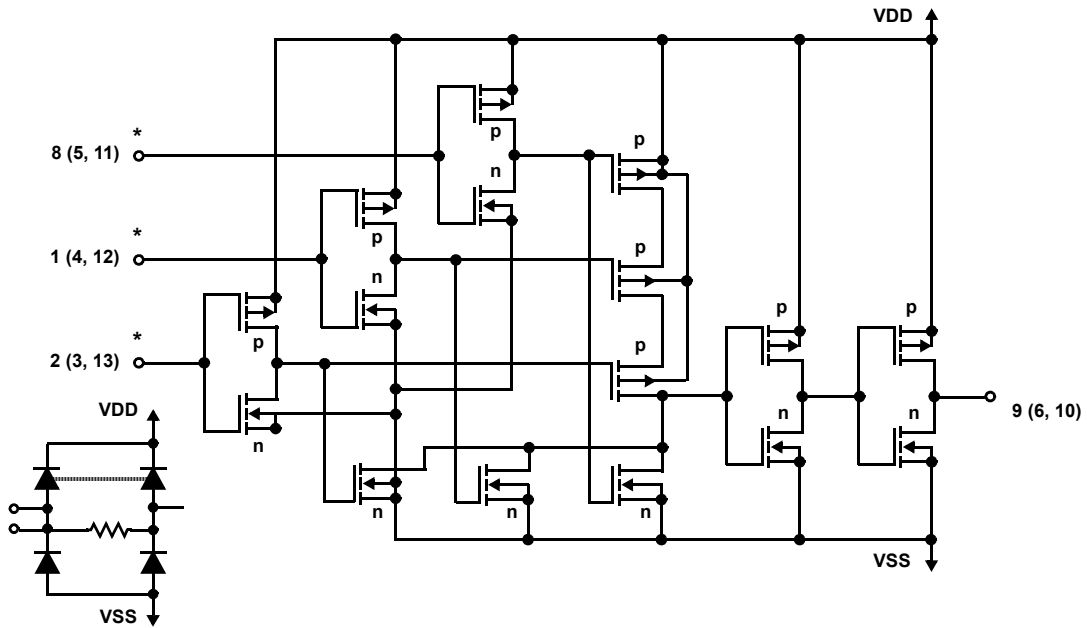 VDD
*
8 (5, 11)
p
n
p
*
1 (4, 12)
p
n
p
*
2 (3, 13)
p
n
p
p
n
p
n
9 (6, 10)
VDD
n
n
n
VSS
VSS